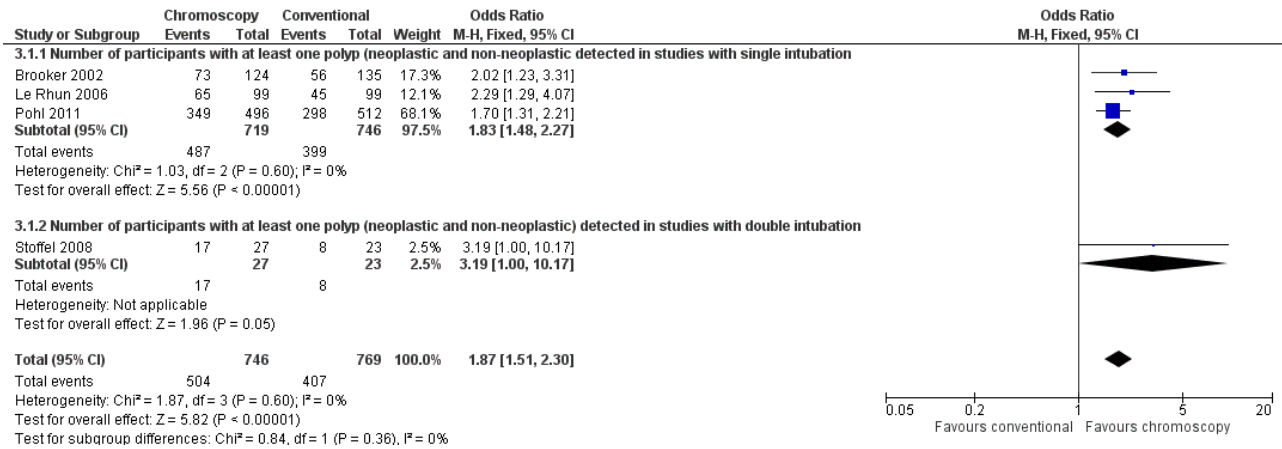 Chromoscopy Conventional Odds Ratio Odds Ratio
Study or Subgroup Events Total Events Total Weight M-H, Fixed, 95% CI M-H, Fixed, 95% CI
3.1.1 Number of participants with at least one polyp (neoplastic and non-neoplastic detected in studies with single intubation
Brooker 2002 73 124 56 135 17.3% 2.02 [1.23, 3.31]
Le Rhun 2006 65 99 45 99 12.1% 2.29 [1.29, 4.07]
Pohl 2011 349 496 298 512 68.1% 1.70 [1.31, 2.21]
Subtotal (95% CI) 719 746 97.5% 1.83 [1.48, 2.27]
Total events 487 399
Heterogeneity: Chi² = 1.03, df = 2 (P = 0.60); I² = 0%
Test for overall effect: Z = 5.56 (P < 0.00001)
3.1.2 Number of participants with at least one polyp (neoplastic and non-neoplastic) detected in studies with double intubation
Stoffel 2008 17 27 8 23 2.5% 3.19 [1.00, 10.17]
Subtotal (95% CI) 27 23 2.5% 3.19 [1.00, 10.17]
Total events 17 8
Heterogeneity: Not applicable
Test for overall effect: Z = 1.96 (P = 0.05)
Total (95% CI) 746 769 100.0% 1.87 [1.51, 2.30]
Total events 504 407
Heterogeneity: Chi² = 1.87, df = 3 (P = 0.60); I² = 0%
Test for overall effect: Z = 5.82 (P < 0.00001)
Test for subgroup differences: Chi² = 0.84, df = 1 (P = 0.36), I² = 0%
0.05 0.2 1 5 20
Favours conventional Favours chromoscopy